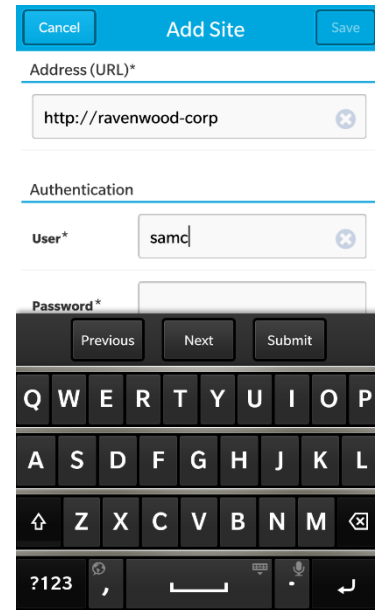 Cancel Add Site Save
Address (URL)*
http://ravenwood-corp
Authentication
User* samc
Password*
Previous Next Submit
Q W E R T Y U I O P
A S D F G H J K L
Z X C V B N M
?123 , .